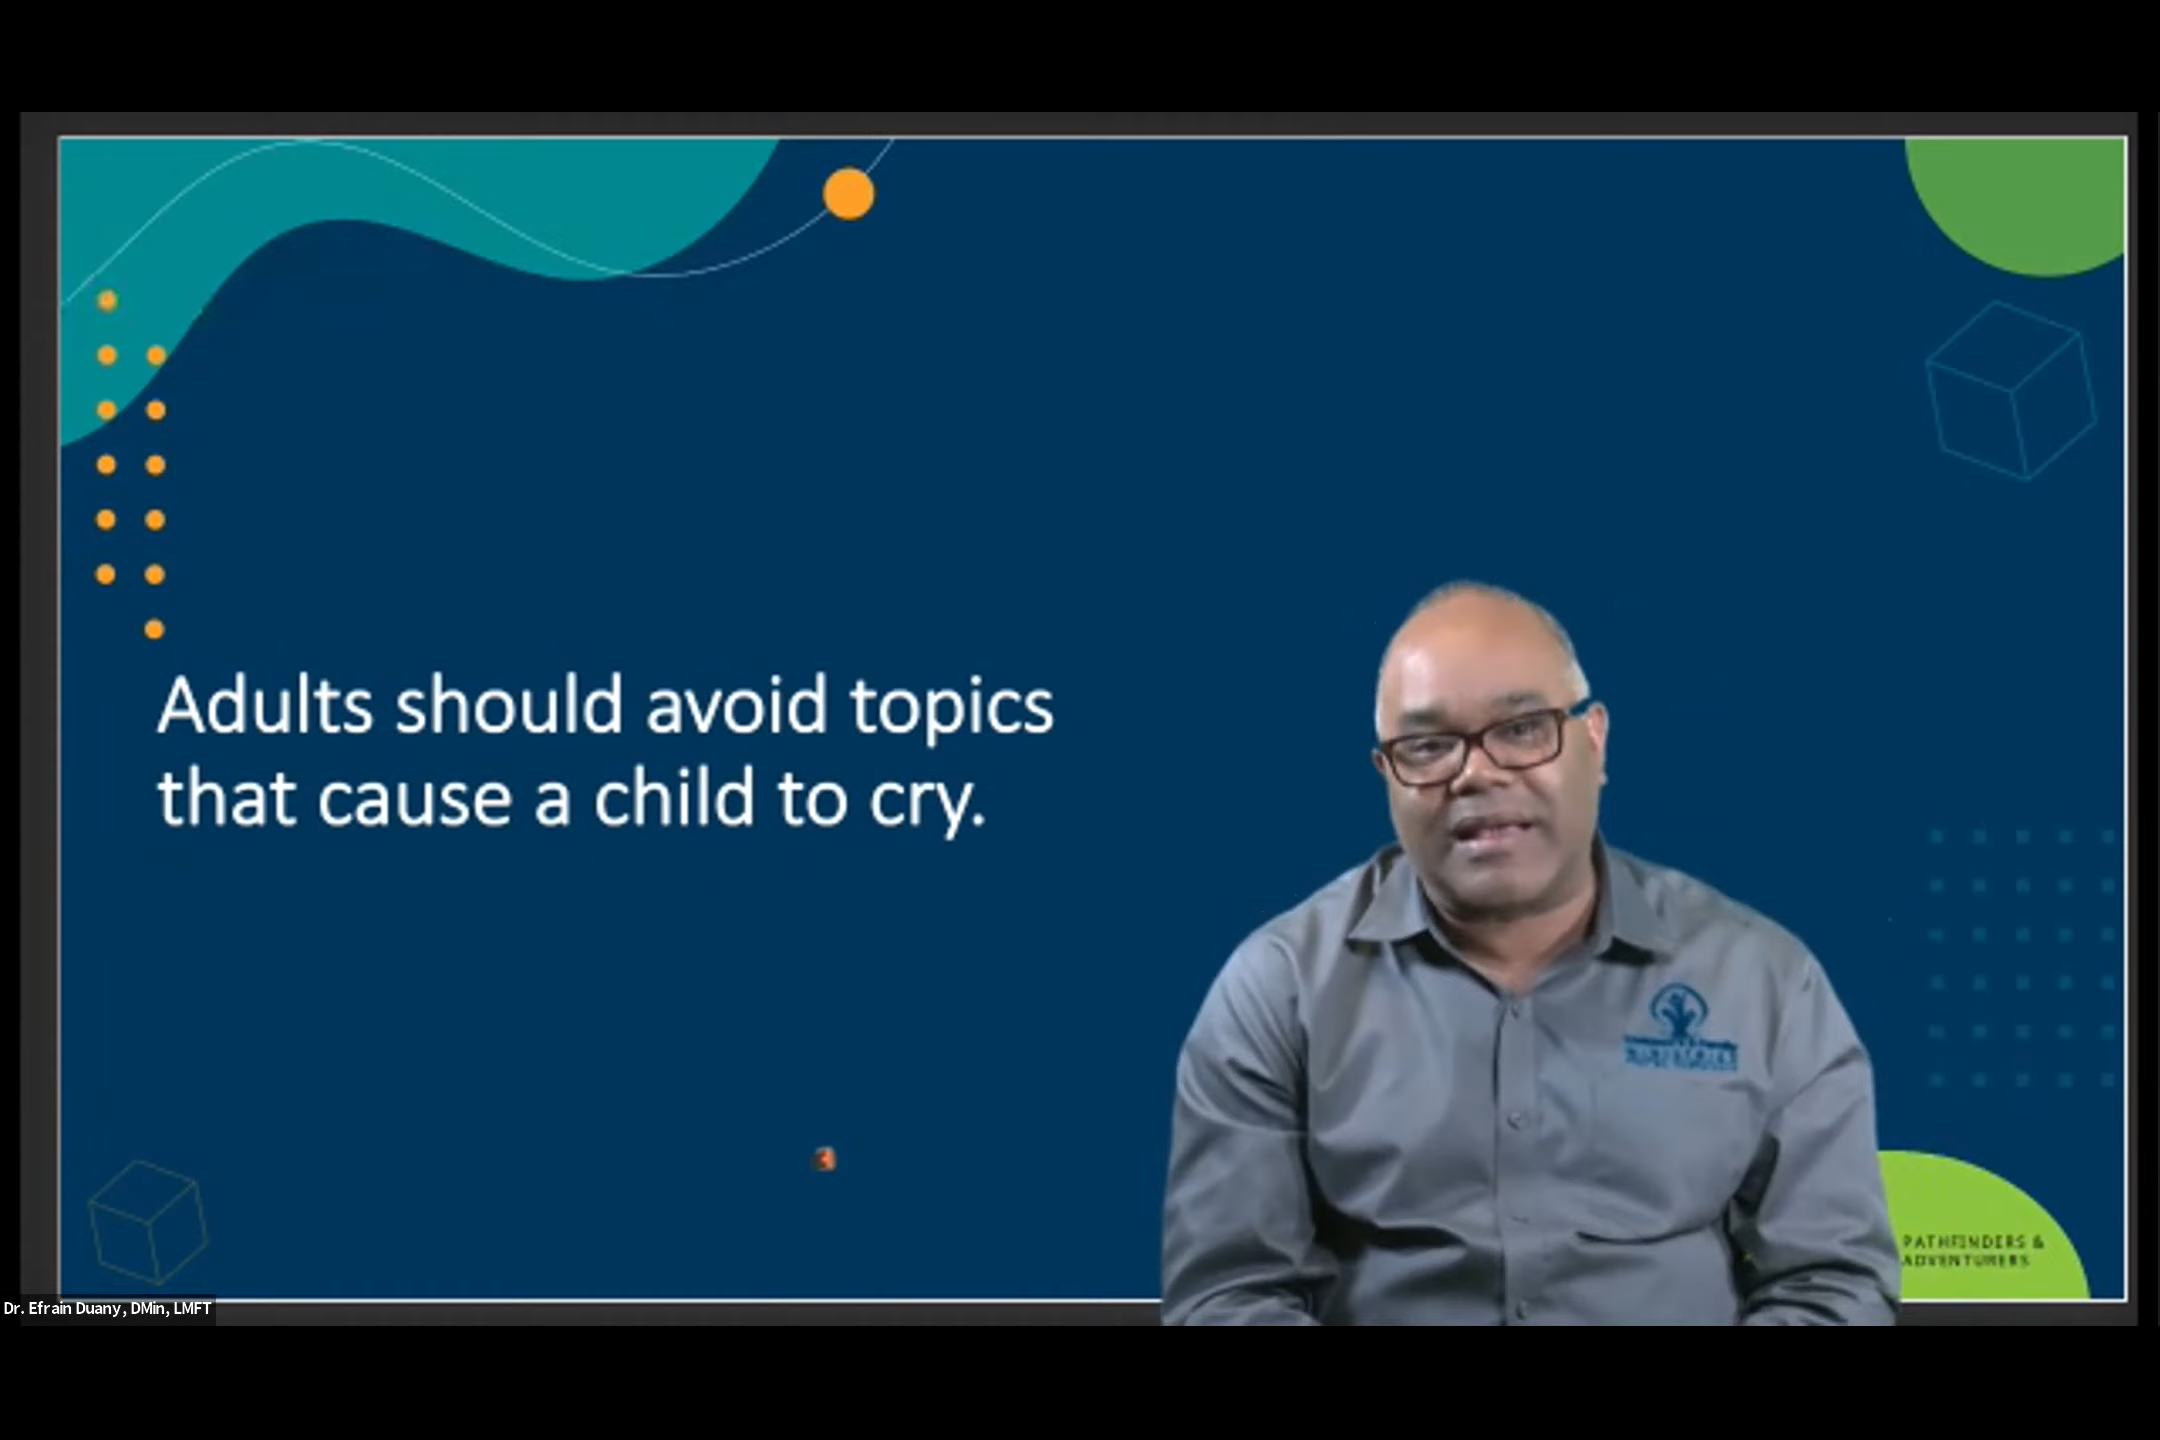 Adults should avoid topics
that cause a child to cry.
PATHFINDERS &
ADVENTURERS
Dr. Efrain Duany, DMin, LMFT